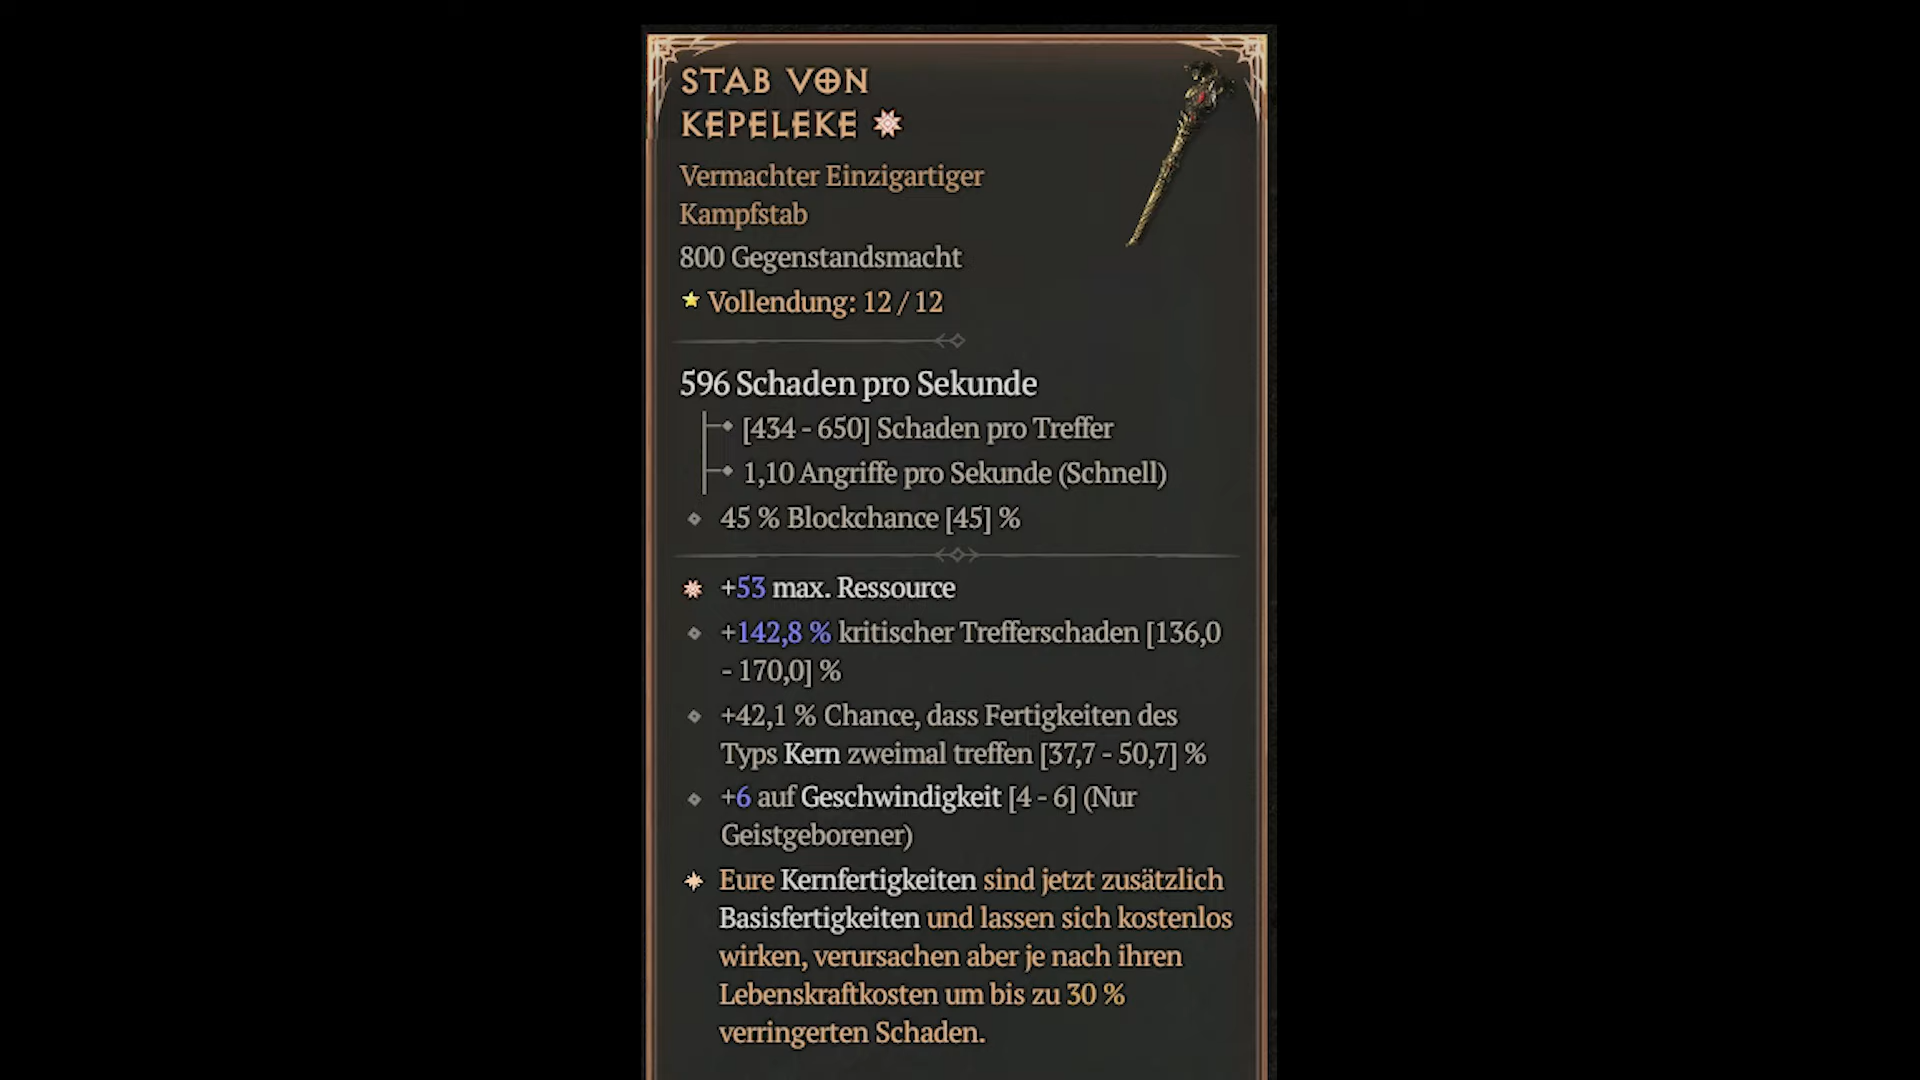 STAB VON
KEPELEKE
Vermachter Einzigartiger
Kampfstab
800 Gegenstandsmacht
Vollendung: 12 / 12
596 Schaden pro Sekunde
[434 - 650] Schaden pro Treffer
1,10 Angriffe pro Sekunde (Schnell)
45 % Blockchance [45] %
+53 max. Ressource
+142,8 % kritischer Trefferschaden [136,0
- 170,0] %
+42,1 % Chance, dass Fertigkeiten des
Typs Kern zweimal treffen [37,7 - 50,7] %
+6 auf Geschwindigkeit [4 - 6] (Nur
Geistgeborener)
Eure Kernfertigkeiten sind jetzt zusätzlich
Basisfertigkeiten und lassen sich kostenlos
wirken, verursachen aber je nach ihren
Lebenskraftkosten um bis zu 30 %
verringerten Schaden.